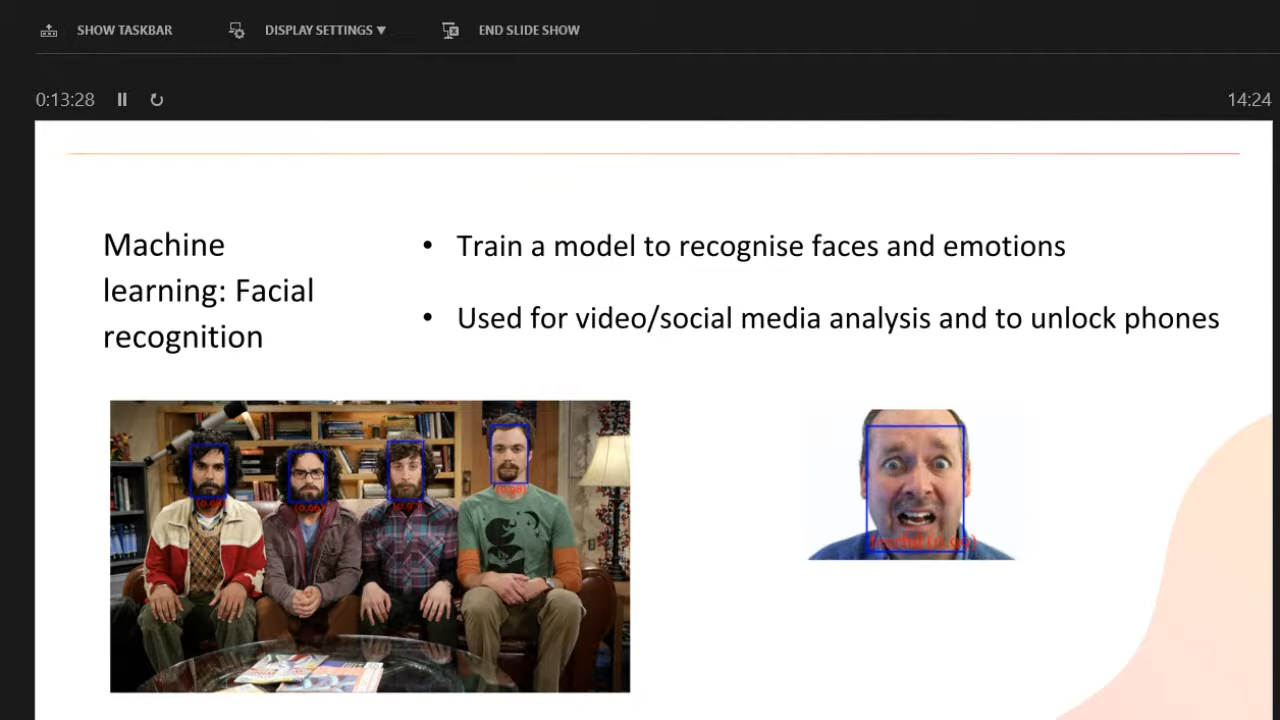 SHOW TASKBAR DISPLAY SETTINGS ▼ END SLIDE SHOW
0:13:28 14:24
Machine
learning: Facial
recognition
• Train a model to recognise faces and emotions
• Used for video/social media analysis and to unlock phones